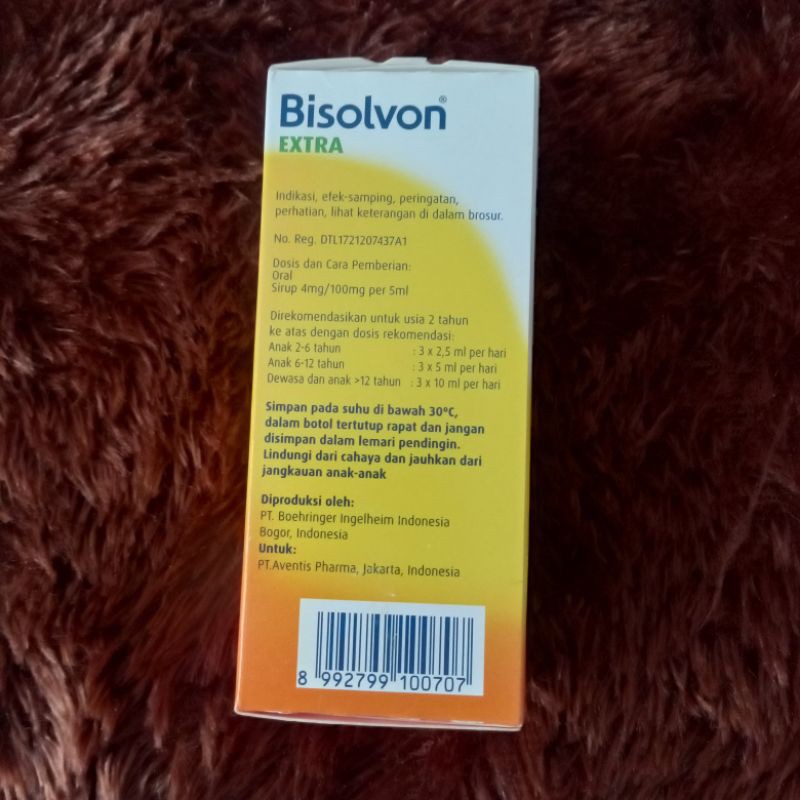 Bisolvon®
EXTRA
Indikasi, efek-samping, peringatan,
perhatian, lihat keterangan di dalam brosur.
No. Reg. DTL1721207437A1
Dosis dan Cara Pemberian:
Oral
Sirup 4mg/100mg per 5ml
Direkomendasikan untuk usia 2 tahun
ke atas dengan dosis rekomendasi:
Anak 2-6 tahun : 3 x 2,5 ml per hari
Anak 6-12 tahun : 3 x 5 ml per hari
Dewasa dan anak >12 tahun : 3 x 10 ml per hari
Simpan pada suhu di bawah 30°C,
dalam botol tertutup rapat dan jangan
disimpan dalam lemari pendingin.
Lindungi dari cahaya dan jauhkan dari
jangkauan anak-anak
Diproduksi oleh:
PT. Boehringer Ingelheim Indonesia
Bogor, Indonesia
Untuk:
PT.Aventis Pharma, Jakarta, Indonesia
8 992799 100707